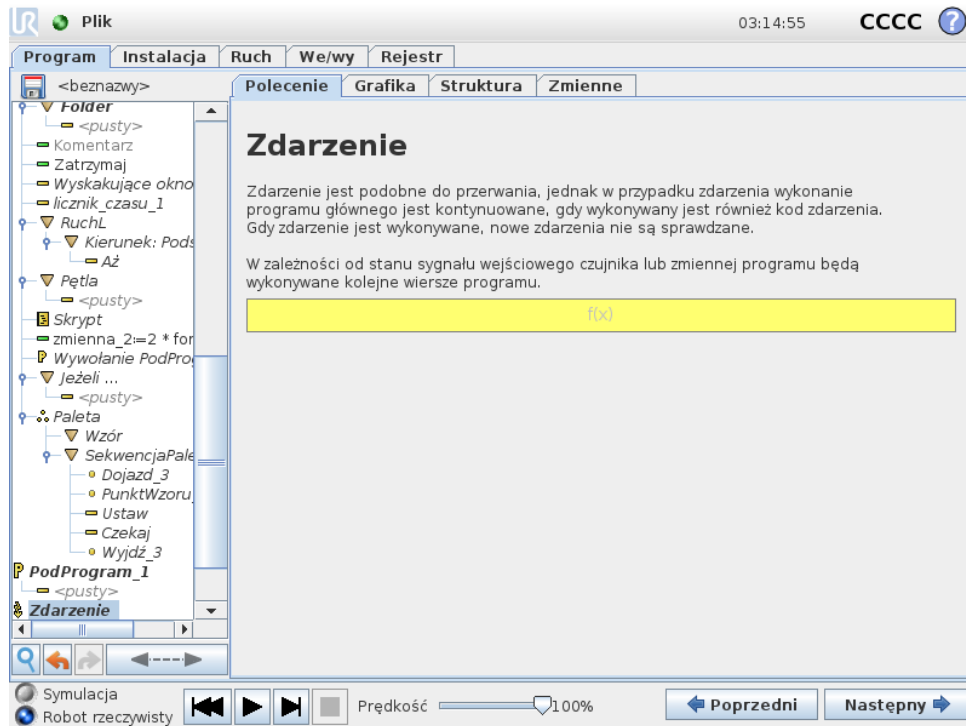 Plik
03:14:55
CCCC
?
Program Instalacja Ruch We/wy Rejestr
<beznazwy>
Polecenie Grafika Struktura Zmienne
Folder
<pusty>
Komentarz
Zatrzymaj
Wyskakujące okno
licznik_czasu_1
RuchL
Kierunek: Pods
Aż
Pętla
<pusty>
Skrypt
zmienna_2:=2 * for
Wywołanie PodPro
Jeżeli ...
<pusty>
Paleta
Wzór
SekwencjaPale
Dojazd_3
PunktWzoru_
Ustaw
Czekaj
Wyjdź_3
PodProgram_1
<pusty>
Zdarzenie
Zdarzenie
Zdarzenie jest podobne do przerwania, jednak w przypadku zdarzenia wykonanie
programu głównego jest kontynuowane, gdy wykonywany jest również kod zdarzenia.
Gdy zdarzenie jest wykonywane, nowe zdarzenia nie są sprawdzane.
W zależności od stanu sygnału wejściowego czujnika lub zmiennej programu będą
wykonywane kolejne wiersze programu.
f(x)
Symulacja
Robot rzeczywisty
Prędkość 100%
Poprzedni
Następny